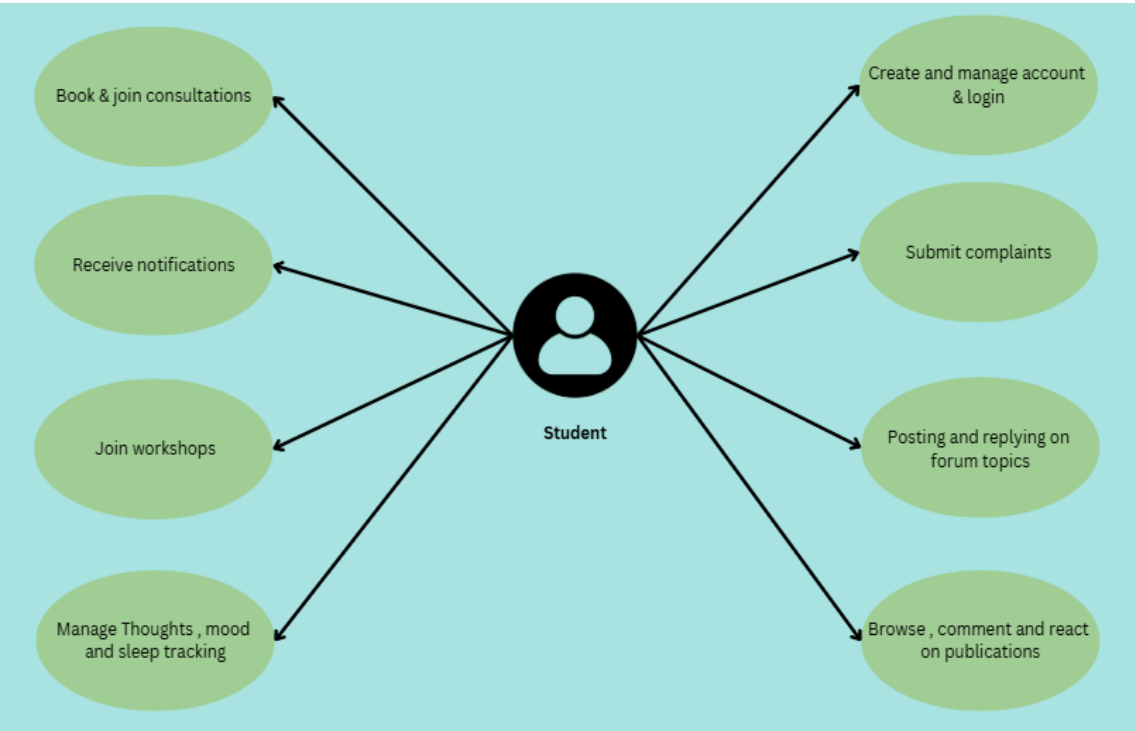 Book & join consultations
Receive notifications
Join workshops
Manage Thoughts , mood
and sleep tracking
Student
Create and manage account
& login
Submit complaints
Posting and replying on
forum topics
Browse , comment and react
on publications